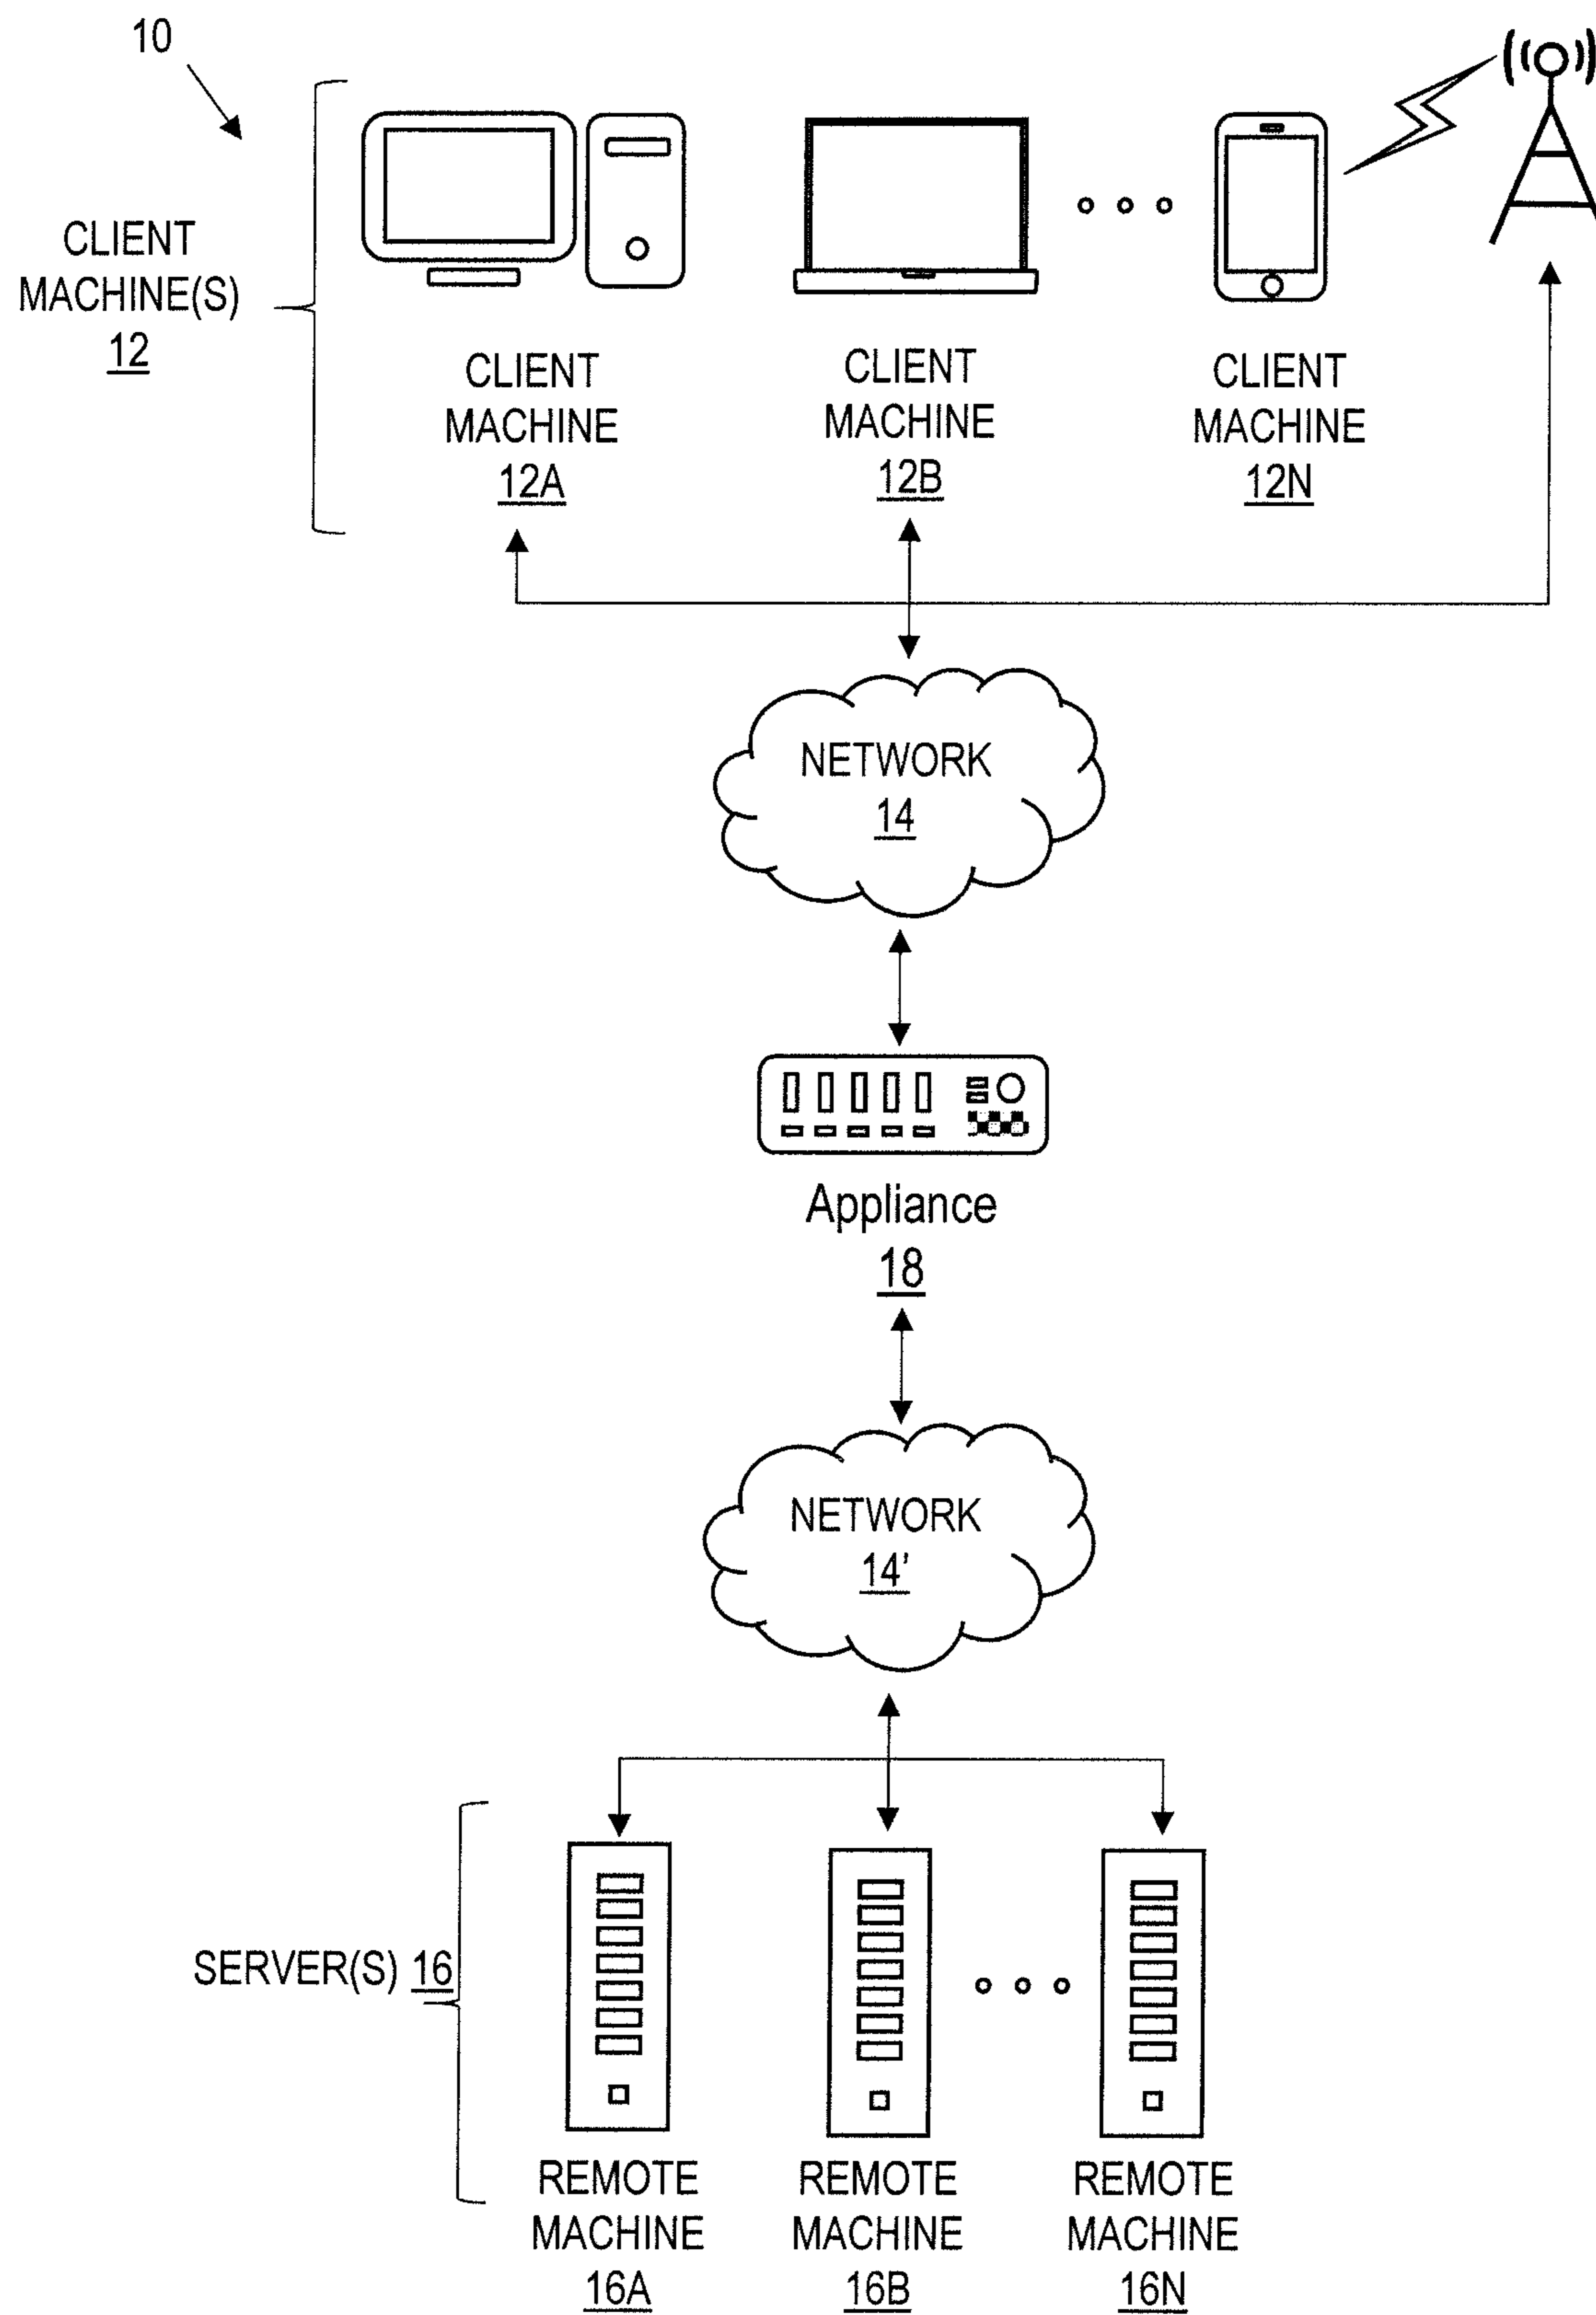 10
CLIENT
MACHINE(S)
12
CLIENT
MACHINE
12A
CLIENT
MACHINE
12B
CLIENT
MACHINE
12N
NETWORK
14
Appliance
18
NETWORK
14'
SERVER(S) 16
REMOTE
MACHINE
16A
REMOTE
MACHINE
16B
REMOTE
MACHINE
16N